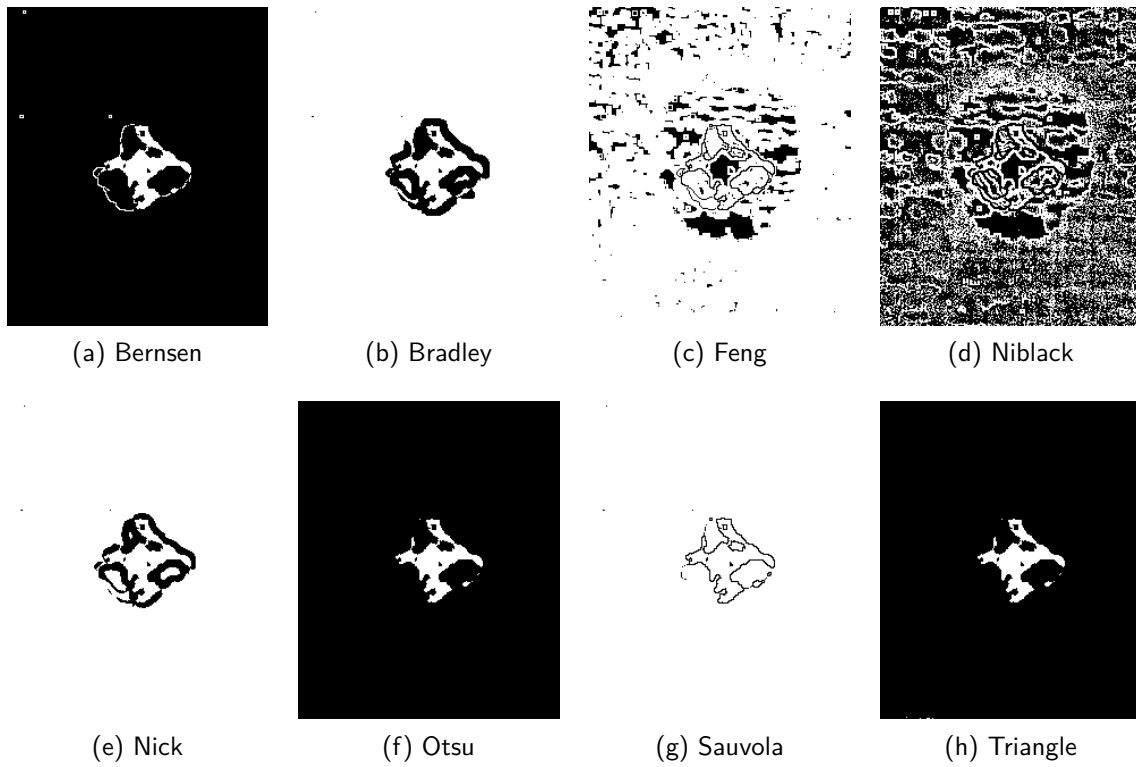 (a) Bernsen (b) Bradley (c) Feng (d) Niblack
(e) Nick (f) Otsu (g) Sauvola (h) Triangle